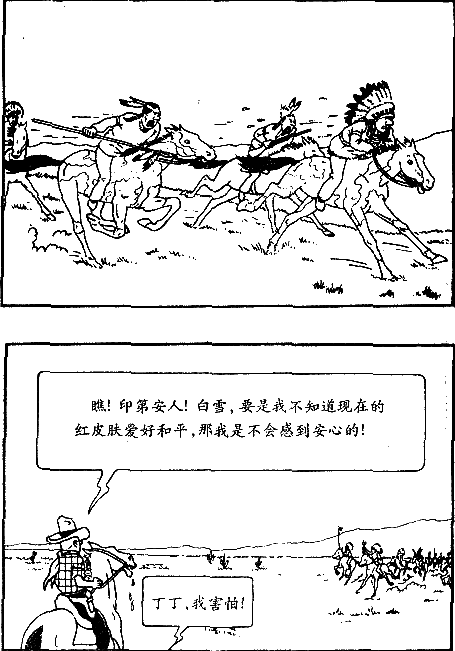 瞧！印第安人！白雪，要是我不知道现在的
红皮肤爱好和平，那我是不会感到安心的！
丁丁，我害怕！